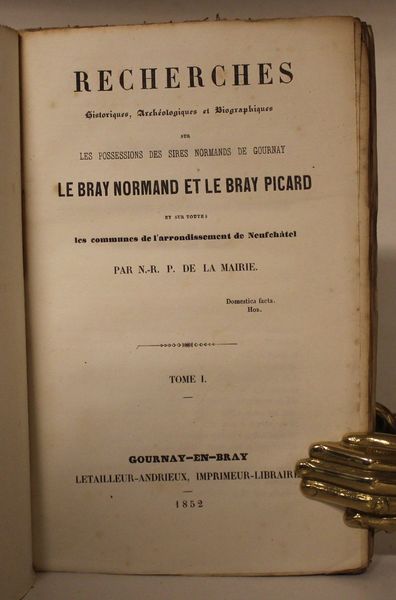 RECHERCHES
Historiques, Archéologiques et Biographiques
SUR
LES POSSESSIONS DES SIRES NORMANDS DE GOURNAY
LE BRAY NORMAND ET LE BRAY PICARD
ET SUR TOUTES
les communes de l'arrondissement de Neufchâtel
PAR N.-R. P. DE LA MAIRIE.
Domestica facta.
Hor.
TOME I.
GOURNAY-EN-BRAY
LETAILLEUR-ANDRIEUX, IMPRIMEUR-LIBRAIRE
1852